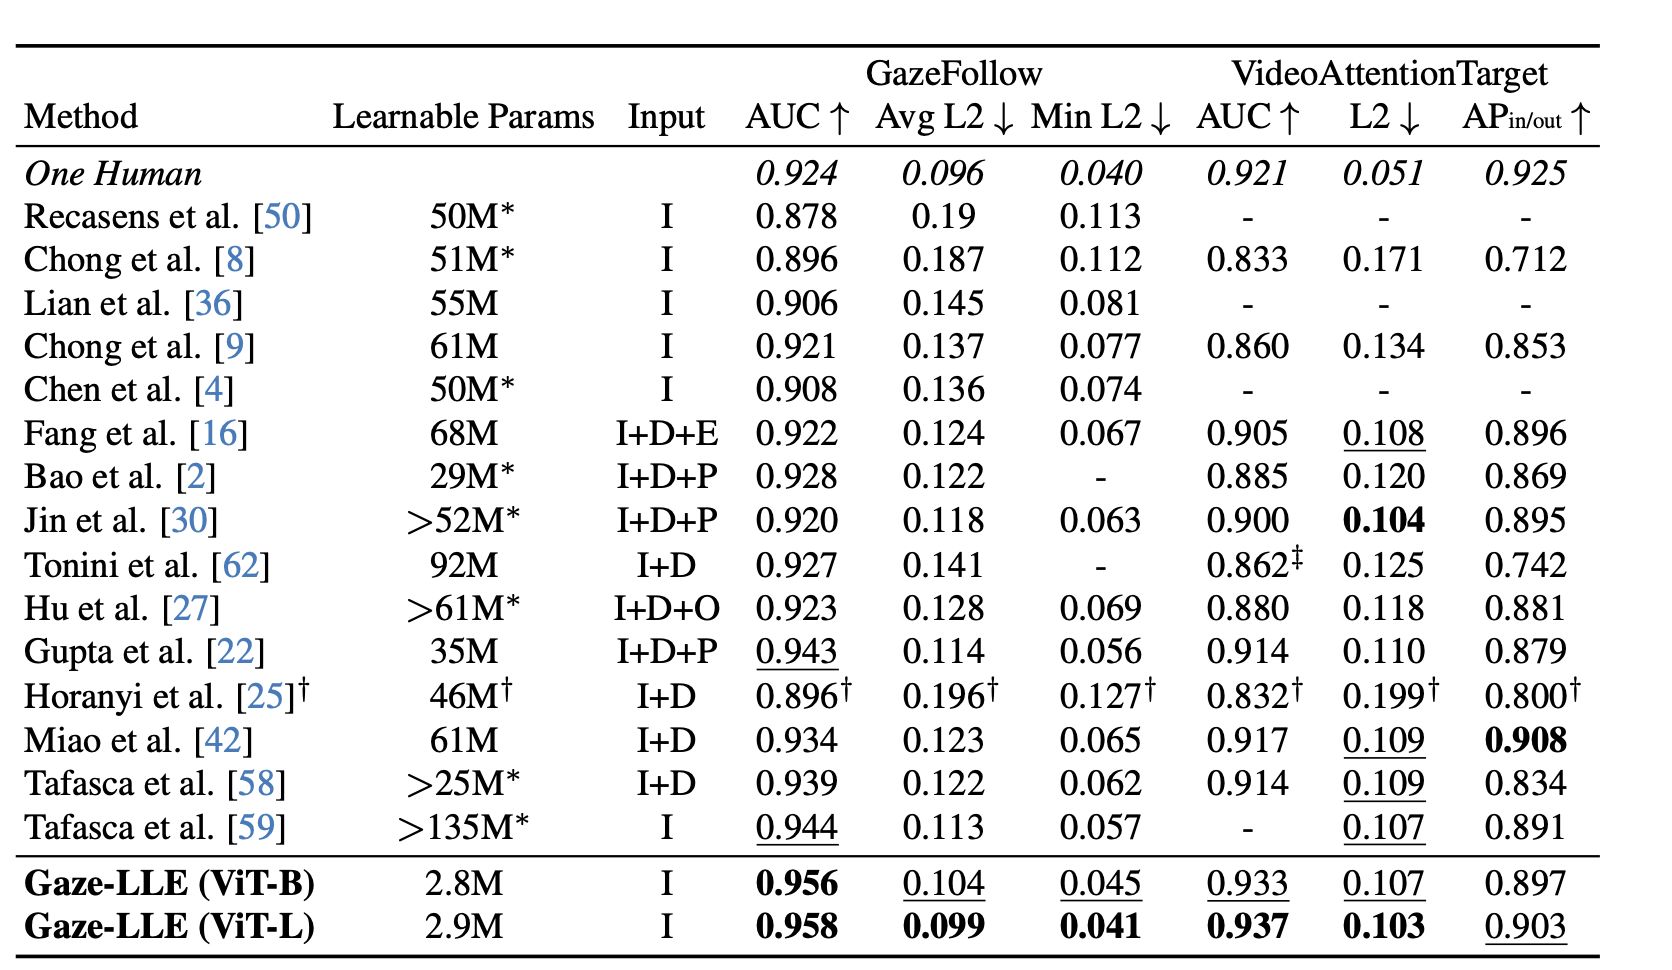 GazeFollow VideoAttentionTarget
Method Learnable Params Input AUC ↑ Avg L2 ↓ Min L2 ↓ AUC ↑ L2 ↓ APin/out ↑
One Human 0.924 0.096 0.040 0.921 0.051 0.925
Recasens et al. [50] 50M* I 0.878 0.19 0.113 - - -
Chong et al. [8] 51M* I 0.896 0.187 0.112 0.833 0.171 0.712
Lian et al. [36] 55M I 0.906 0.145 0.081 - - -
Chong et al. [9] 61M I 0.921 0.137 0.077 0.860 0.134 0.853
Chen et al. [4] 50M* I 0.908 0.136 0.074 - - -
Fang et al. [16] 68M I+D+E 0.922 0.124 0.067 0.905 0.108 0.896
Bao et al. [2] 29M* I+D+P 0.928 0.122 - 0.885 0.120 0.869
Jin et al. [30] >52M* I+D+P 0.920 0.118 0.063 0.900 0.104 0.895
Tonini et al. [62] 92M I+D 0.927 0.141 - 0.862‡ 0.125 0.742
Hu et al. [27] >61M* I+D+O 0.923 0.128 0.069 0.880 0.118 0.881
Gupta et al. [22] 35M I+D+P 0.943 0.114 0.056 0.914 0.110 0.879
Horanyi et al. [25]† 46M† I+D 0.896† 0.196† 0.127† 0.832† 0.199† 0.800†
Miao et al. [42] 61M I+D 0.934 0.123 0.065 0.917 0.109 0.908
Tafasca et al. [58] >25M* I+D 0.939 0.122 0.062 0.914 0.109 0.834
Tafasca et al. [59] >135M* I 0.944 0.113 0.057 - 0.107 0.891
Gaze-LLE (ViT-B) 2.8M I 0.956 0.104 0.045 0.933 0.107 0.897
Gaze-LLE (ViT-L) 2.9M I 0.958 0.099 0.041 0.937 0.103 0.903